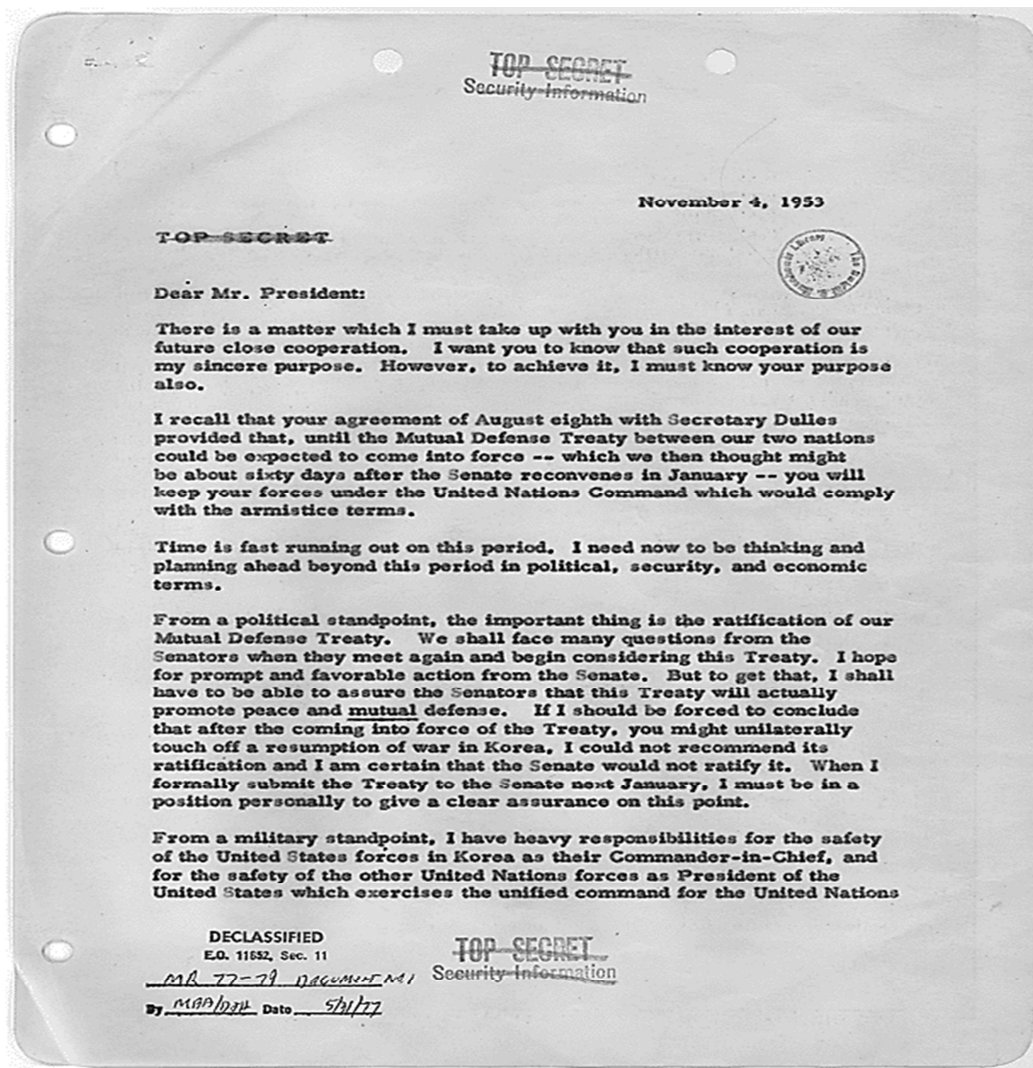 TOP SECRET
Security Information
November 4, 1953
TOP SECRET
Dear Mr. President:
There is a matter which I must take up with you in the interest of our
future close cooperation. I want you to know that such cooperation is
my sincere purpose. However, to achieve it, I must know your purpose
also.
I recall that your agreement of August eighth with Secretary Dulles
provided that, until the Mutual Defense Treaty between our two nations
could be expected to come into force -- which we then thought might
be about sixty days after the Senate reconvenes in January -- you will
keep your forces under the United Nations Command which would comply
with the armistice terms.
Time is fast running out on this period. I need now to be thinking and
planning ahead beyond this period in political, security, and economic
terms.
From a political standpoint, the important thing is the ratification of our
Mutual Defense Treaty. We shall face many questions from the
Senators when they meet again and begin considering this Treaty. I hope
for prompt and favorable action from the Senate. But to get that, I shall
have to be able to assure the Senators that this Treaty will actually
promote peace and mutual defense. If I should be forced to conclude
that after the coming into force of the Treaty, you might unilaterally
touch off a resumption of war in Korea, I could not recommend its
ratification and I am certain that the Senate would not ratify it. When I
formally submit the Treaty to the Senate next January, I must be in a
position personally to give a clear assurance on this point.
From a military standpoint, I have heavy responsibilities for the safety
of the United States forces in Korea as their Commander-in-Chief, and
for the safety of the other United Nations forces as President of the
United States which exercises the unified command for the United Nations
DECLASSIFIED
E.O. 11652, Sec. 11
MR 77-79 DOCUMENT
By Date 5/31/77
TOP SECRET
Security Information